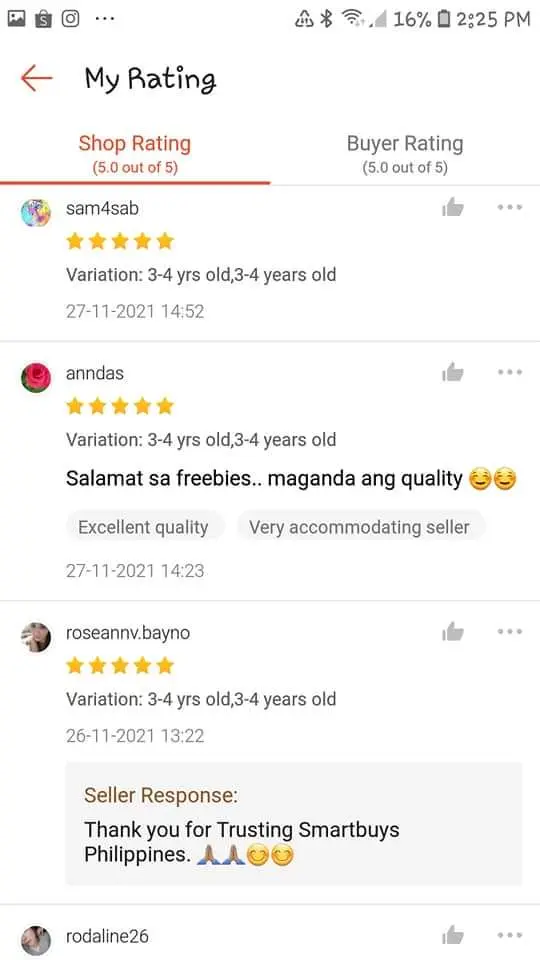 16% 2:25 PM
My Rating
Shop Rating
(5.0 out of 5)
Buyer Rating
(5.0 out of 5)
sam4sab
Variation: 3-4 yrs old,3-4 years old
27-11-2021 14:52
anndas
Variation: 3-4 yrs old,3-4 years old
Salamat sa freebies.. maganda ang quality ☺️☺️
Excellent quality
Very accommodating seller
27-11-2021 14:23
roseannv.bayno
Variation: 3-4 yrs old,3-4 years old
26-11-2021 13:22
Seller Response:
Thank you for Trusting Smartbuys
Philippines. 🙏🏽🙏🏽😊😊
rodaline26